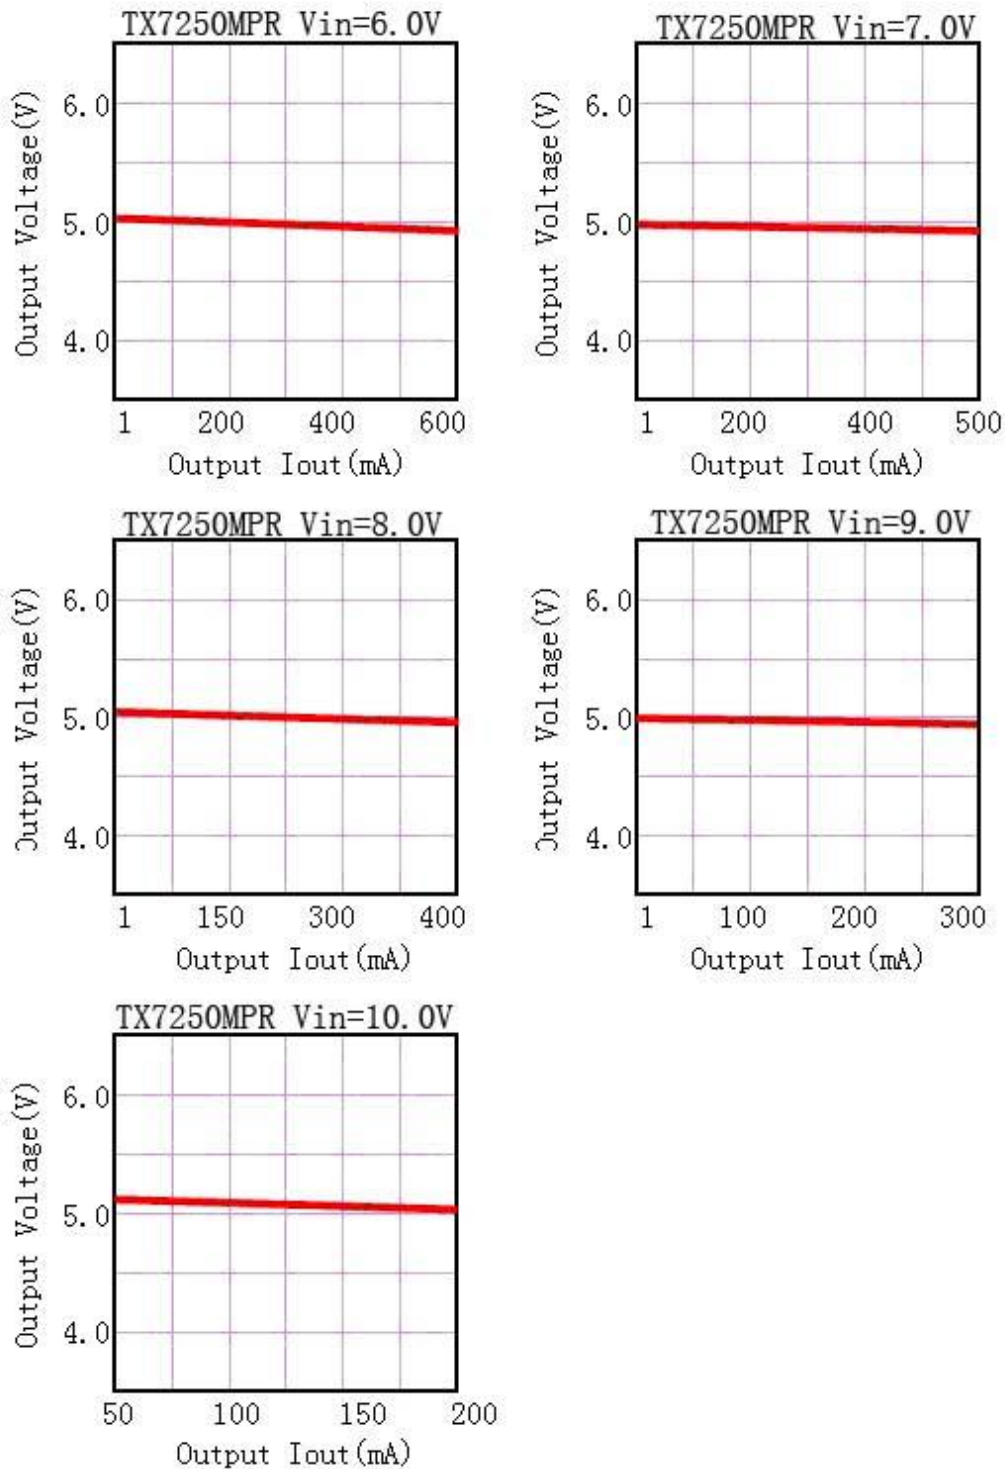 TX7250MPR Vin=6.0V
Output Voltage(V)
6.0
5.0
4.0
1 200 400 600
Output Iout(mA)
TX7250MPR Vin=7.0V
Output Voltage(V)
6.0
5.0
4.0
1 200 400 500
Output Iout(mA)
TX7250MPR Vin=8.0V
Output Voltage(V)
6.0
5.0
4.0
1 150 300 400
Output Iout(mA)
TX7250MPR Vin=9.0V
Output Voltage(V)
6.0
5.0
4.0
1 100 200 300
Output Iout(mA)
TX7250MPR Vin=10.0V
Output Voltage(V)
6.0
5.0
4.0
50 100 150 200
Output Iout(mA)